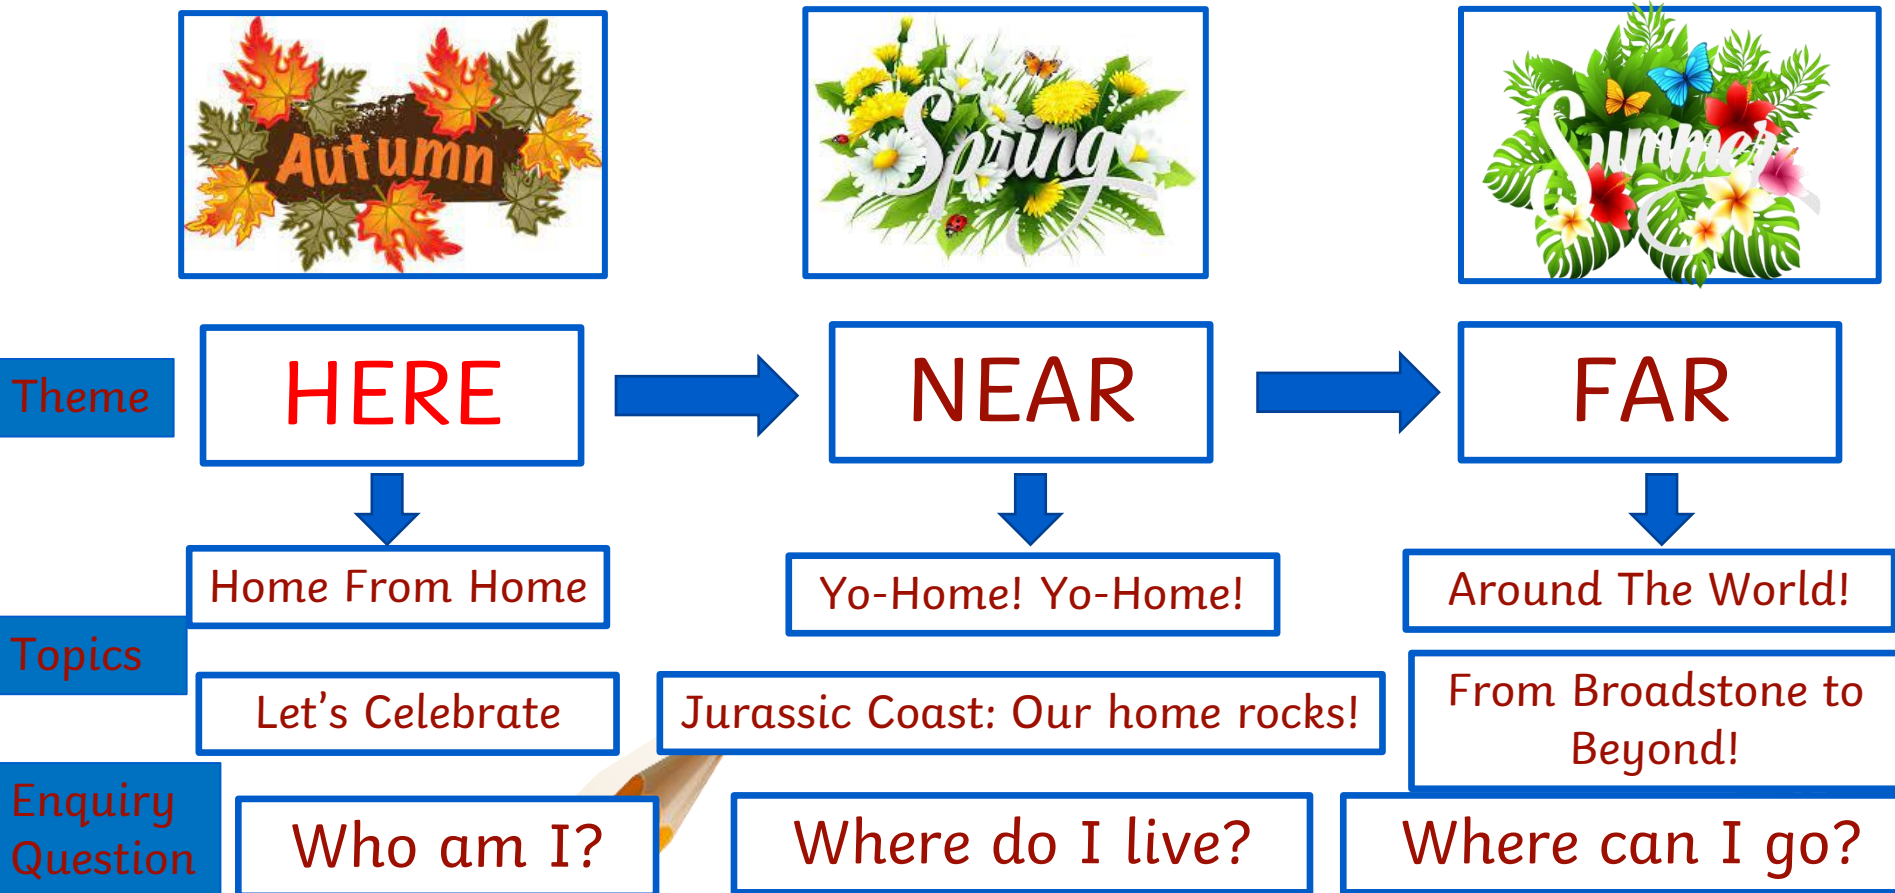 Autumn
Spring
Summer
Theme
HERE
NEAR
FAR
Topics
Home From Home
Yo-Home! Yo-Home!
Around The World!
Let's Celebrate
Jurassic Coast: Our home rocks!
From Broadstone to
Beyond!
Enquiry
Question
Who am I?
Where do I live?
Where can I go?